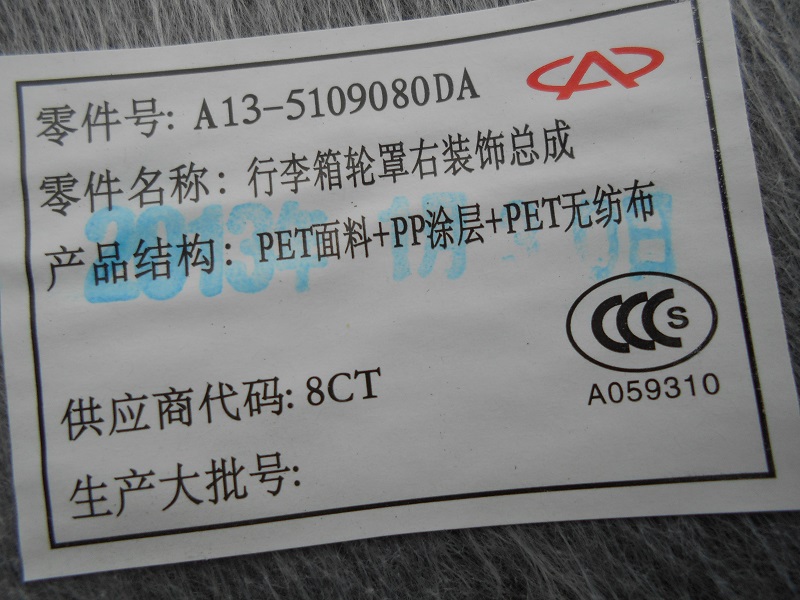 零件号: A13-5109080DA
零件名称: 行李箱轮罩右装饰总成
产品结构: PET面料+PP涂层+PET无纺布
2013年 1月 日
CCC S
A059310
供应商代码: 8CT
生产大批号: